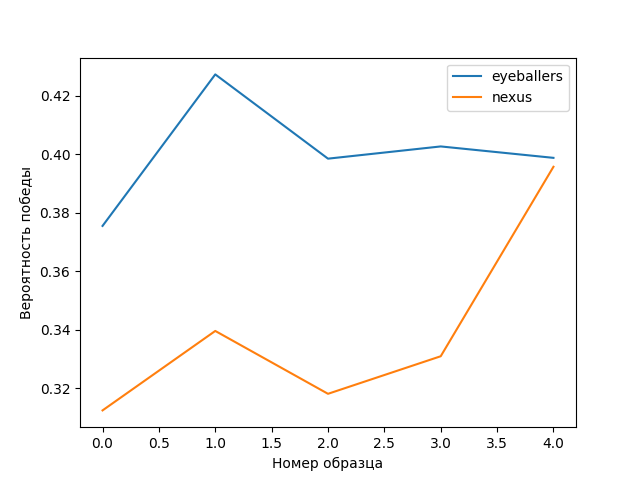 eyeballers
nexus
0.42
0.40
0.38
0.36
0.34
0.32
Вероятность победы
0.0 0.5 1.0 1.5 2.0 2.5 3.0 3.5 4.0
Номер образца